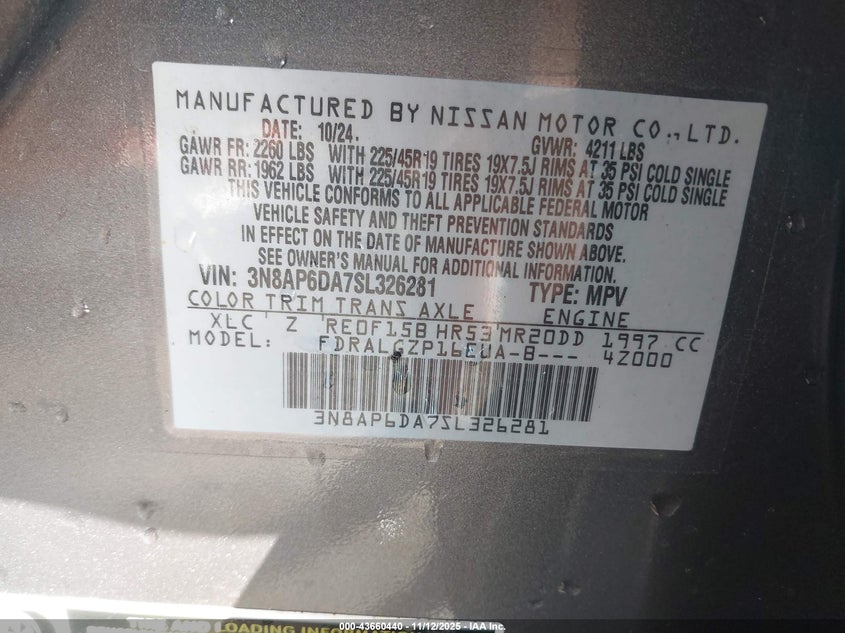 MANUFACTURED BY NISSAN MOTOR CO.,LTD.
DATE: 10/24. GVWR: 4211 LBS
GAWR FR: 2260 LBS WITH 225/45R19 TIRES 19X7.5J RIMS AT 35 PSI COLD SINGLE
GAWR RR: 1962 LBS WITH 225/45R19 TIRES 19X7.5J RIMS AT 35 PSI COLD SINGLE
THIS VEHICLE CONFORMS TO ALL APPLICABLE FEDERAL MOTOR
VEHICLE SAFETY AND THEFT PREVENTION STANDARDS
IN EFFECT ON THE DATE OF MANUFACTURE SHOWN ABOVE.
SEE OWNER'S MANUAL FOR ADDITIONAL INFORMATION.
VIN: 3N8AP6DA7SL326281 TYPE: MPV
COLOR TRIM TRANS AXLE ENGINE
XLC Z RE0F15B HR53 MR20DD 1997 CC
MODEL: FDRALGZP16EUA-B--- 4Z000
3N8AP6DA7SL326281
AND LOADING INFORMATION
000-43660440 - 11/12/2025 - IAA Inc.